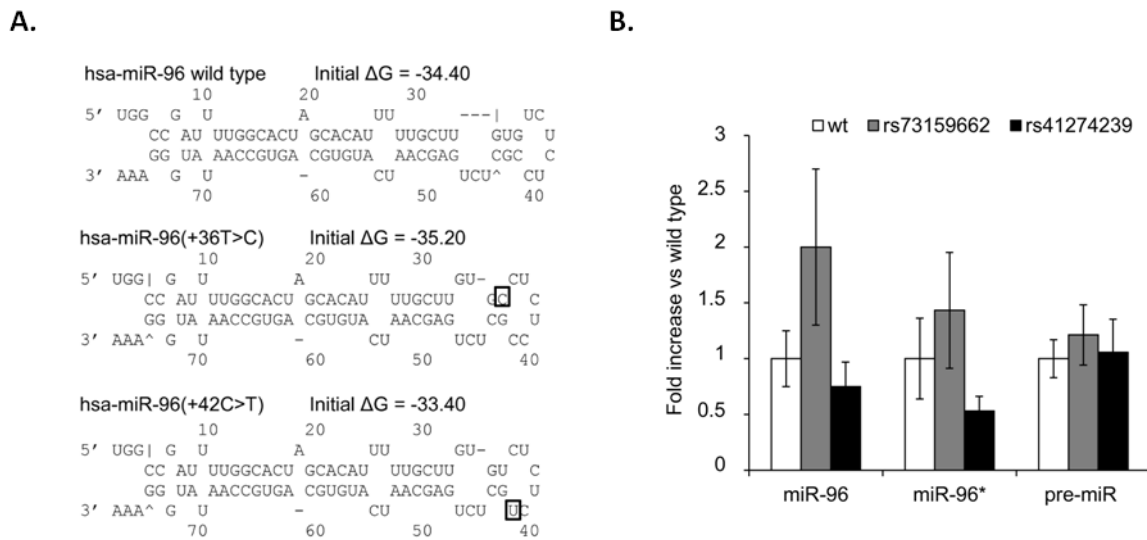 A.
hsa-miR-96 wild type Initial ΔG = -34.40
10 20 30
5’ UGG G U A UU ---| UC
CC AU UUGGCACU GCACAU UUGCUU GUG U
GG UA AACCGUGA CGUGUA AACGAG CGC C
3’ AAA G U – CU UCU^ CU
70 60 50 40
hsa-miR-96(+36T>C) Initial ΔG = -35.20
10 20 30
5’ UGG| G U A UU GU- CU
CC AU UUGGCACU GCACAU UUGCUU GC C
GG UA AACCGUGA CGUGUA AACGAG CG U
3’ AAA^ G U – CU UCU CC
70 60 50 40
hsa-miR-96(+42C>T) Initial ΔG = -33.40
10 20 30
5’ UGG| G U A UU GU- CU
CC AU UUGGCACU GCACAU UUGCUU GU C
GG UA AACCGUGA CGUGUA AACGAG CG U
3’ AAA^ G U – CU UCU UC
70 60 50 40
B.
wt rs73159662 rs41274239
Fold increase vs wild type
3
2.5
2
1.5
1
0.5
0
miR-96 miR-96* pre-miR